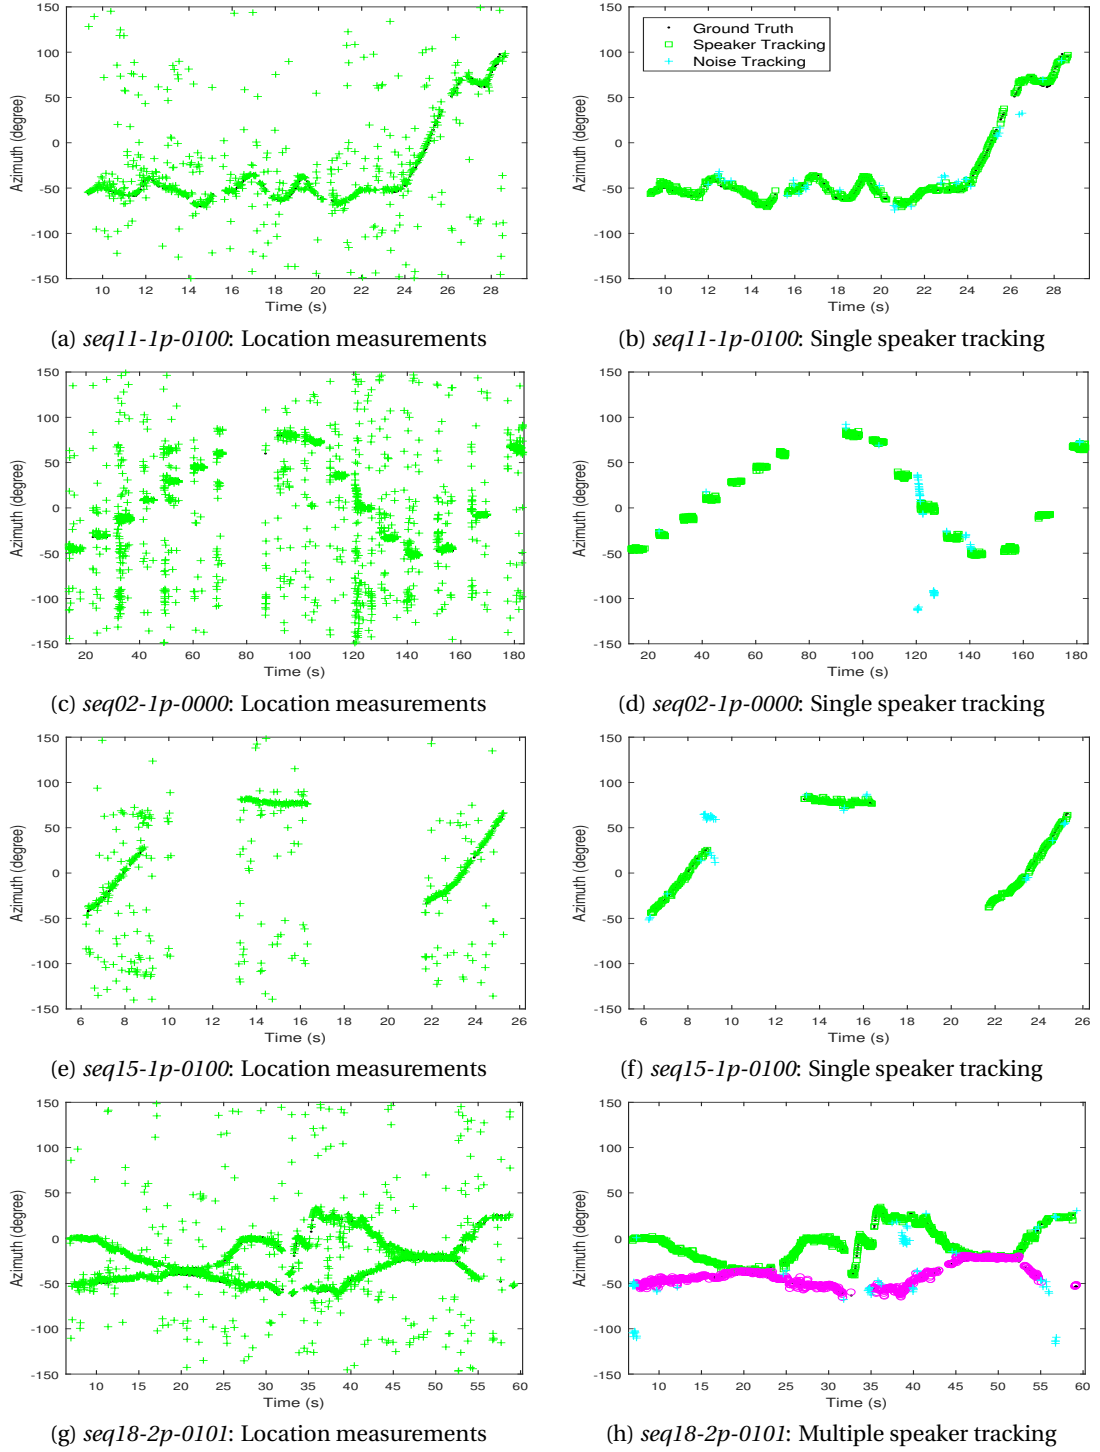 150
100
50
0
-50
-100
-150
Azimuth (degree)
10 12 14 16 18 20 22 24 26 28
Time (s)
(a) seq11-1p-0100: Location measurements
150
100
50
0
-50
-100
-150
Azimuth (degree)
Ground Truth
Speaker Tracking
Noise Tracking
10 12 14 16 18 20 22 24 26 28
Time (s)
(b) seq11-1p-0100: Single speaker tracking
150
100
50
0
-50
-100
-150
Azimuth (degree)
20 40 60 80 100 120 140 160 180
Time (s)
(c) seq02-1p-0000: Location measurements
150
100
50
0
-50
-100
-150
Azimuth (degree)
20 40 60 80 100 120 140 160 180
Time (s)
(d) seq02-1p-0000: Single speaker tracking
150
100
50
0
-50
-100
-150
Azimuth (degree)
6 8 10 12 14 16 18 20 22 24 26
Time (s)
(e) seq15-1p-0100: Location measurements
150
100
50
0
-50
-100
-150
Azimuth (degree)
6 8 10 12 14 16 18 20 22 24 26
Time (s)
(f) seq15-1p-0100: Single speaker tracking
150
100
50
0
-50
-100
-150
Azimuth (degree)
10 15 20 25 30 35 40 45 50 55 60
Time (s)
(g) seq18-2p-0101: Location measurements
150
100
50
0
-50
-100
-150
Azimuth (degree)
10 15 20 25 30 35 40 45 50 55 60
Time (s)
(h) seq18-2p-0101: Multiple speaker tracking